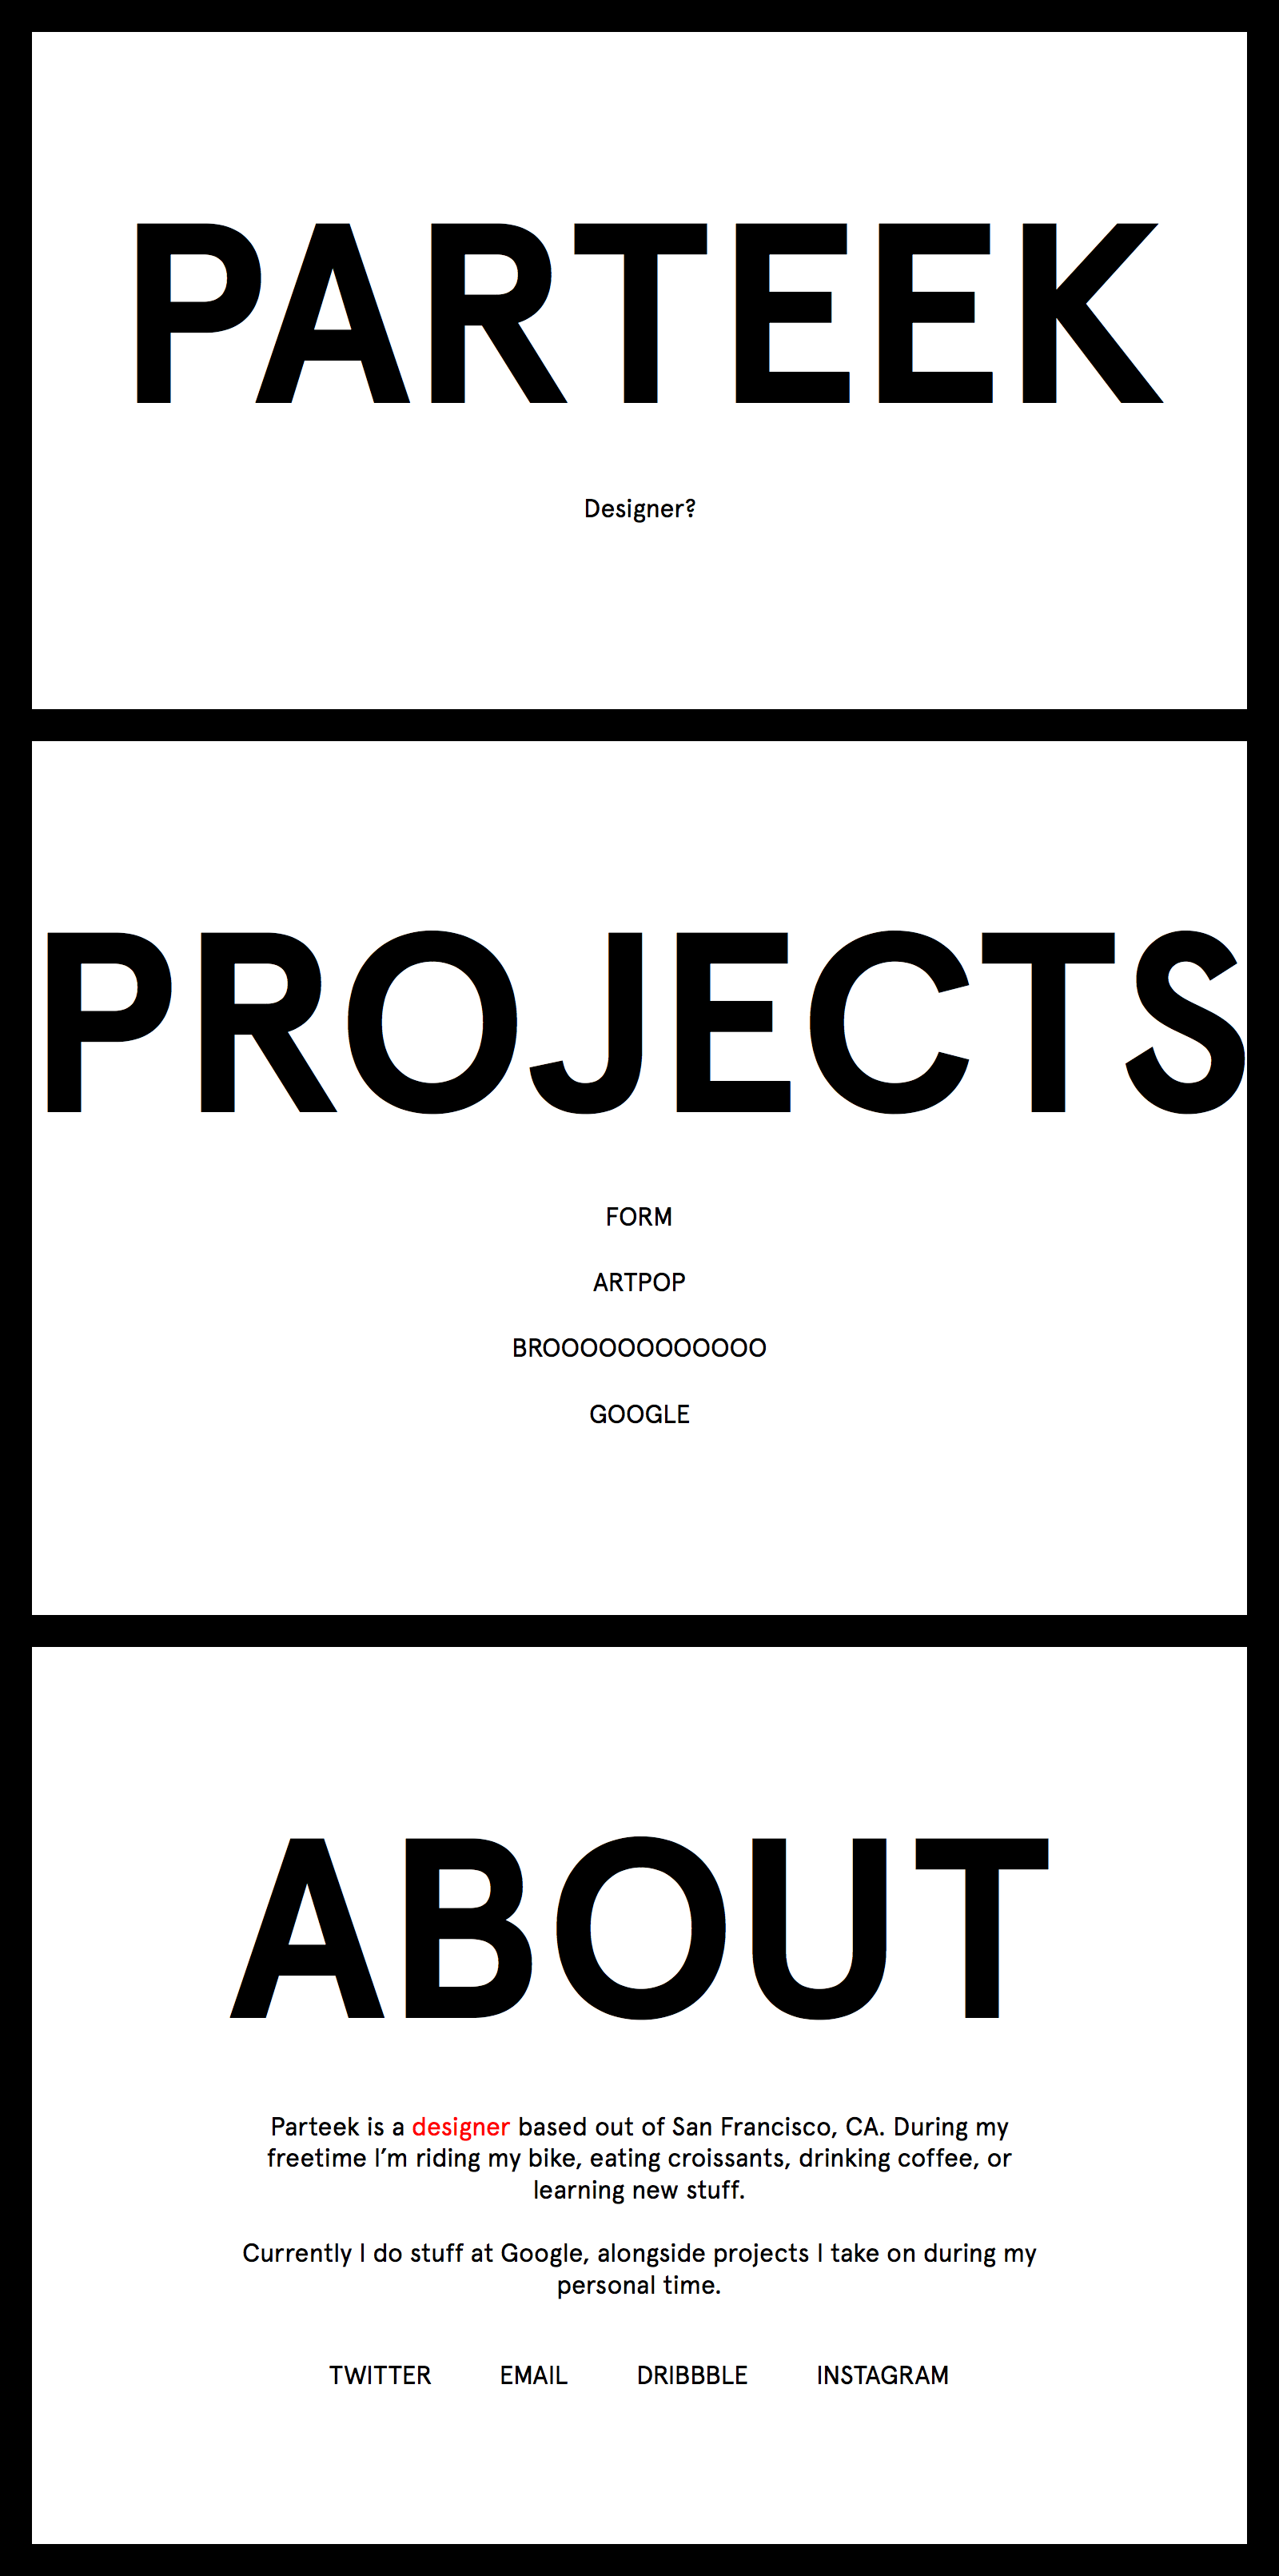 PARTEEK
Designer?
PROJECTS
FORM
ARTPOP
BROOOOOOOOOOOO
GOOGLE
ABOUT
Parteek is a designer based out of San Francisco, CA. During my
freetime I’m riding my bike, eating croissants, drinking coffee, or
learning new stuff.
Currently I do stuff at Google, alongside projects I take on during my
personal time.
TWITTER EMAIL DRIBBBLE INSTAGRAM